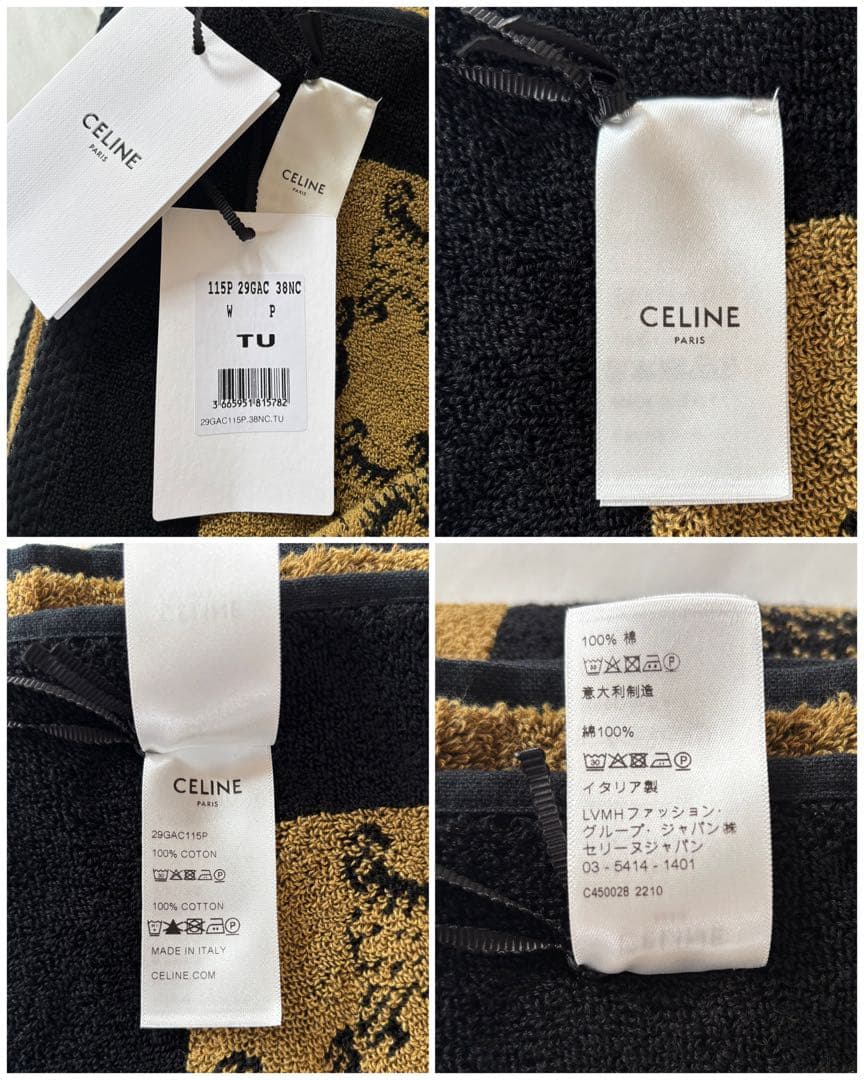 CELINE
PARIS
CELINE
PARIS
115P 29GAC 38NC
W P
TU
3 665951 815782
29GAC115P.38NC.TU
CELINE
PARIS
CELINE
PARIS
29GAC115P
100% COTON
100% COTTON
MADE IN ITALY
CELINE.COM
100% 棉
意大利制造
綿100%
イタリア製
LVMHファッション・
グループ・ジャパン㈱
セリーヌジャパン
03 - 5414 - 1401
C450028 2210